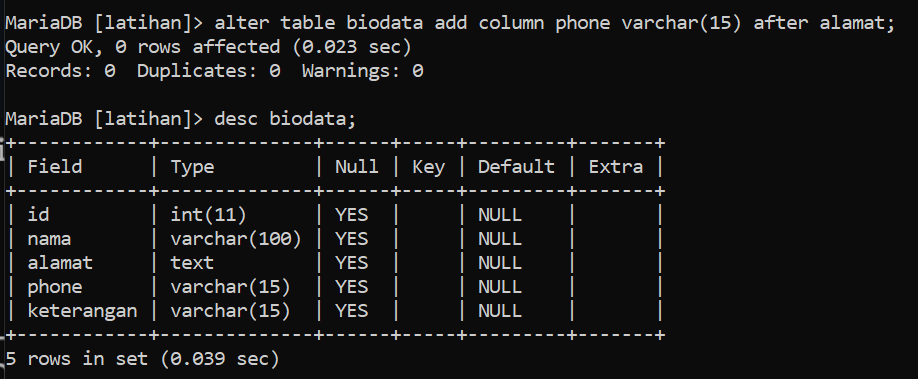 MariaDB [latihan]> alter table biodata add column phone varchar(15) after alamat;
Query OK, 0 rows affected (0.023 sec)
Records: 0  Duplicates: 0  Warnings: 0

MariaDB [latihan]> desc biodata;
+------------+--------------+------+-----+---------+-------+
| Field      | Type         | Null | Key | Default | Extra |
+------------+--------------+------+-----+---------+-------+
| id         | int(11)      | YES  |     | NULL    |       |
| nama       | varchar(100) | YES  |     | NULL    |       |
| alamat     | text         | YES  |     | NULL    |       |
| phone      | varchar(15)  | YES  |     | NULL    |       |
| keterangan | varchar(15)  | YES  |     | NULL    |       |
+------------+--------------+------+-----+---------+-------+
5 rows in set (0.039 sec)